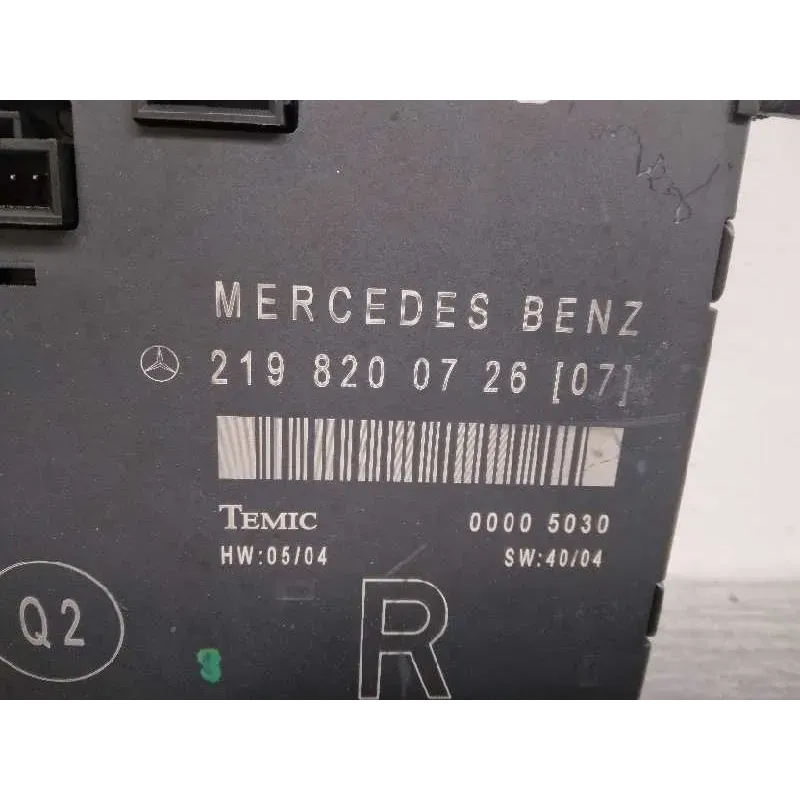 MERCEDES BENZ
219 820 07 26 [07]
TEMIC 0000 5030
HW:05/04 SW:40/04
Q2
R